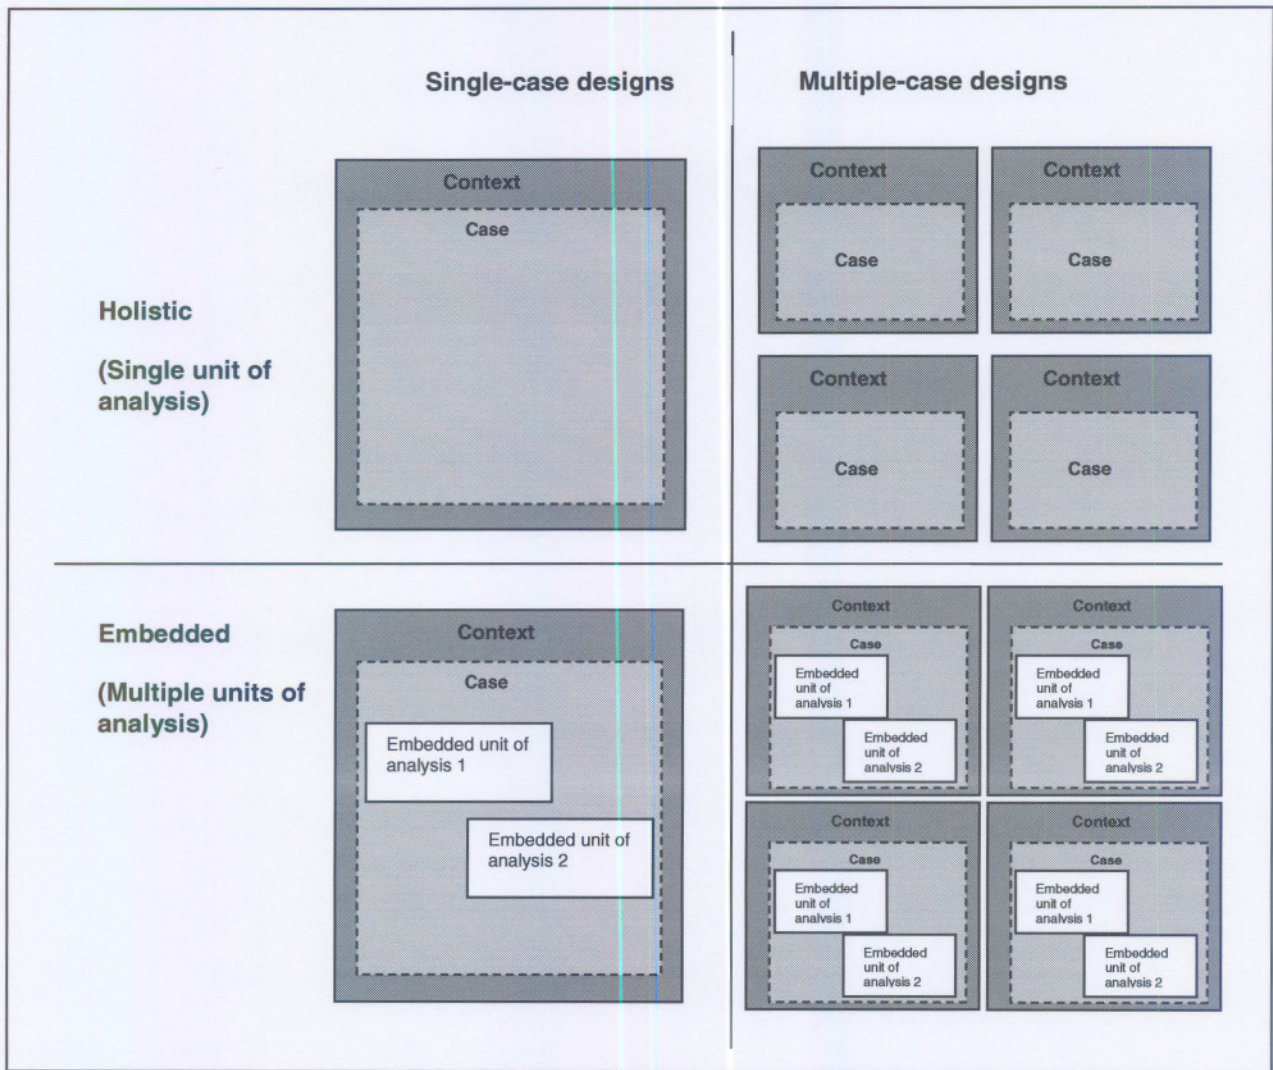 Single-case designs
Multiple-case designs
Holistic
(Single unit of
analysis)
Context
Case
Context
Case
Context
Case
Context
Case
Context
Case
Embedded
(Multiple units of
analysis)
Context
Case
Embedded unit of
analysis 1
Embedded unit of
analysis 2
Context
Case
Embedded
unit of
analysis 1
Embedded
unit of
analysis 2
Context
Case
Embedded
unit of
analysis 1
Embedded
unit of
analysis 2
Context
Case
Embedded
unit of
analysis 1
Embedded
unit of
analysis 2
Context
Case
Embedded
unit of
analysis 1
Embedded
unit of
analysis 2